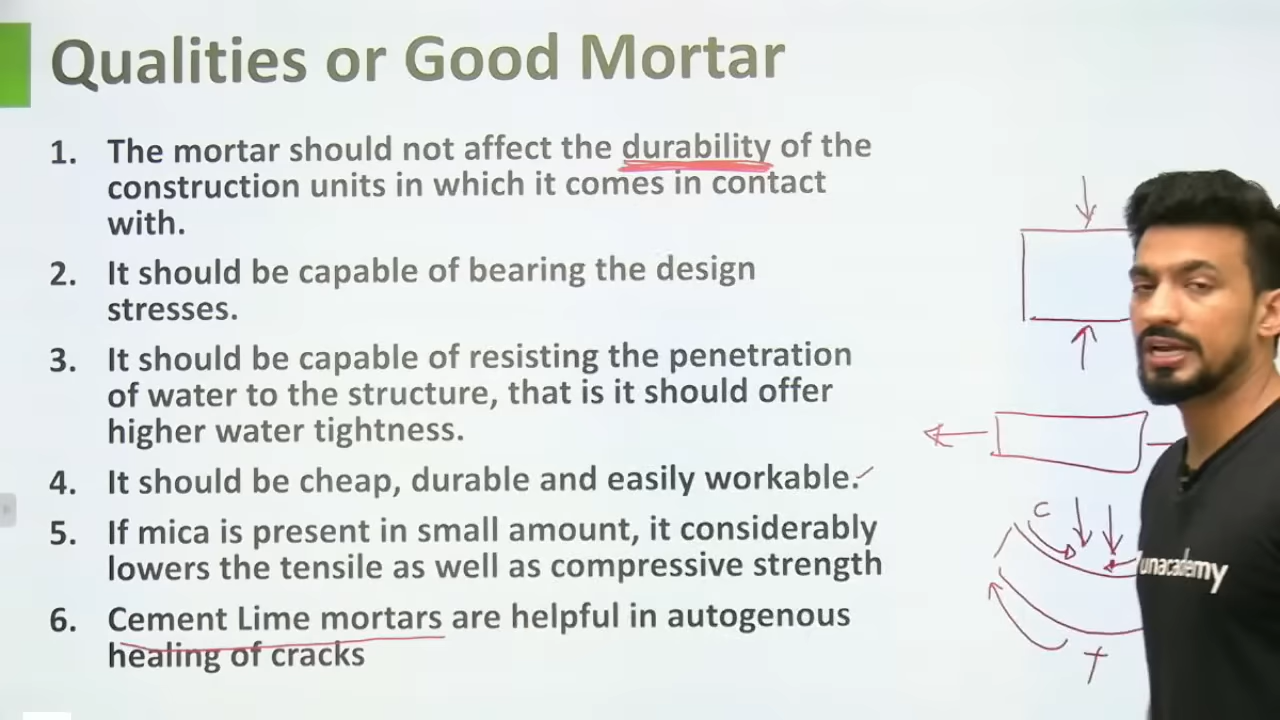 Qualities or Good Mortar
1. The mortar should not affect the durability of the
construction units in which it comes in contact
with.
2. It should be capable of bearing the design
stresses.
3. It should be capable of resisting the penetration
of water to the structure, that is it should offer
higher water tightness.
4. It should be cheap, durable and easily workable.
5. If mica is present in small amount, it considerably
lowers the tensile as well as compressive strength
6. Cement Lime mortars are helpful in autogenous
healing of cracks
C
T
unacademy